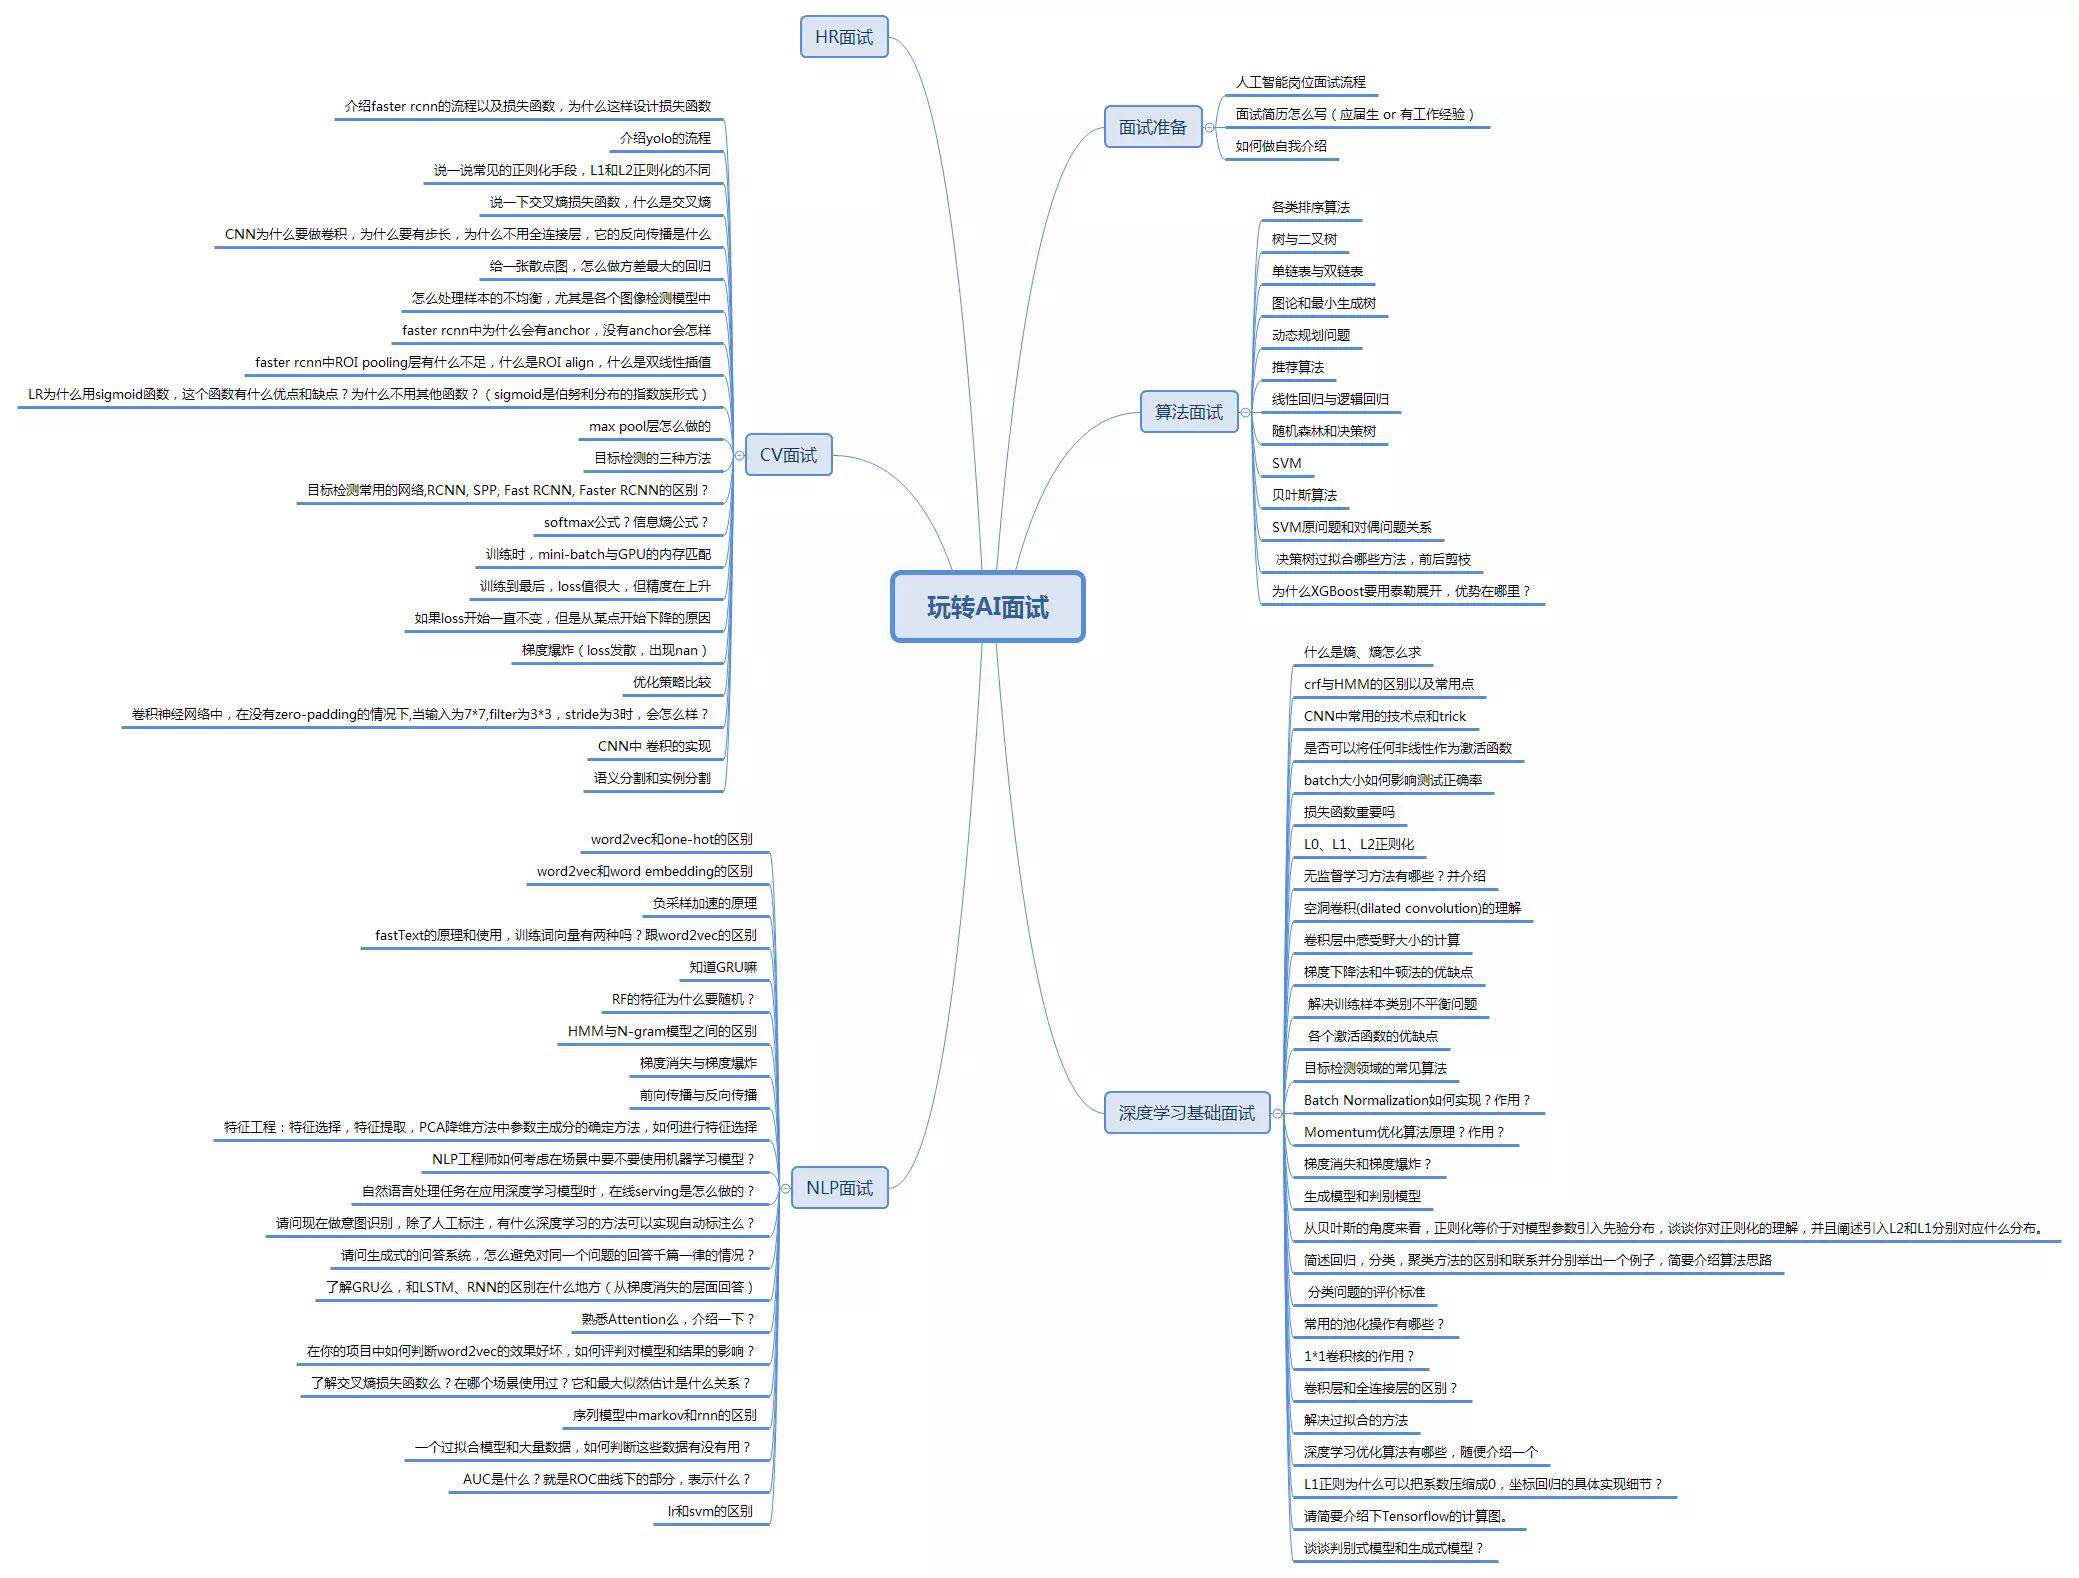 玩转AI面试
面试准备
人工智能岗位面试流程
面试简历怎么写（应届生 or 有工作经验）
如何做自我介绍
算法面试
各类排序算法
树与二叉树
单链表与双链表
图论和最小生成树
动态规划问题
推荐算法
线性回归与逻辑回归
随机森林和决策树
SVM
贝叶斯算法
SVM原问题和对偶问题关系
决策树过拟合哪些方法，前后剪枝
为什么XGBoost要用泰勒展开，优势在哪里？
深度学习基础面试
什么是熵、熵怎么求
crf与HMM的区别以及常用点
CNN中常用的技术点和trick
是否可以将任何非线性作为激活函数
batch大小如何影响测试正确率
损失函数重要吗
L0、L1、L2正则化
无监督学习方法有哪些？并介绍
空洞卷积(dilated convolution)的理解
卷积层中感受野大小的计算
梯度下降法和牛顿法的优缺点
解决训练样本类别不平衡问题
各个激活函数的优缺点
目标检测领域的常见算法
Batch Normalization如何实现？作用？
Momentum优化算法原理？作用？
梯度消失和梯度爆炸？
生成模型和判别模型
从贝叶斯的角度来看，正则化等价于对模型参数引入先验分布，谈谈你对正则化的理解，并且阐述引入L2和L1分别对应什么分布。
简述回归，分类，聚类方法的区别和联系并分别举出一个例子，简要介绍算法思路
分类问题的评价标准
常用的池化操作有哪些？
1*1卷积核的作用？
卷积层和全连接层的区别？
解决过拟合的方法
深度学习优化算法有哪些，随便介绍一个
L1正则为什么可以把系数压缩成0，坐标回归的具体实现细节？
请简要介绍下Tensorflow的计算图。
谈谈判别式模型和生成式模型？
HR面试
CV面试
介绍faster rcnn的流程以及损失函数，为什么这样设计损失函数
介绍yolo的流程
说一说常见的正则化手段，L1和L2正则化的不同
说一下交叉熵损失函数，什么是交叉熵
CNN为什么要做卷积，为什么要有步长，为什么不用全连接层，它的反向传播是什么
给一张散点图，怎么做方差最大的回归
怎么处理样本的不均衡，尤其是各个图像检测模型中
faster rcnn中为什么会有anchor，没有anchor会怎样
faster rcnn中ROI pooling层有什么不足，什么是ROI align，什么是双线性插值
LR为什么用sigmoid函数，这个函数有什么优点和缺点？为什么不用其他函数？（sigmoid是伯努利分布的指数族形式）
max pool层怎么做的
目标检测的三种方法
目标检测常用的网络,RCNN, SPP, Fast RCNN, Faster RCNN的区别？
softmax公式？信息熵公式？
训练时，mini-batch与GPU的内存匹配
训练到最后，loss值很大，但精度在上升
如果loss开始一直不变，但是从某点开始下降的原因
梯度爆炸（loss发散，出现nan）
优化策略比较
卷积神经网络中，在没有zero-padding的情况下,当输入为7*7,filter为3*3，stride为3时，会怎么样？
CNN中 卷积的实现
语义分割和实例分割
NLP面试
word2vec和one-hot的区别
word2vec和word embedding的区别
负采样加速的原理
fastText的原理和使用，训练词向量有两种吗？跟word2vec的区别
知道GRU嘛
RF的特征为什么要随机？
HMM与N-gram模型之间的区别
梯度消失与梯度爆炸
前向传播与反向传播
特征工程：特征选择，特征提取，PCA降维方法中参数主成分的确定方法，如何进行特征选择
NLP工程师如何考虑在场景中要不要使用机器学习模型？
自然语言处理任务在应用深度学习模型时，在线serving是怎么做的？
请问现在做意图识别，除了人工标注，有什么深度学习的方法可以实现自动标注么？
请问生成式的问答系统，怎么避免对同一个问题的回答千篇一律的情况？
了解GRU么，和LSTM、RNN的区别在什么地方（从梯度消失的层面回答）
熟悉Attention么，介绍一下？
在你的项目中如何判断word2vec的效果好坏，如何评判对模型和结果的影响？
了解交叉熵损失函数么？在哪个场景使用过？它和最大似然估计是什么关系？
序列模型中markov和rnn的区别
一个过拟合模型和大量数据，如何判断这些数据有没有用？
AUC是什么？就是ROC曲线下的部分，表示什么？
lr和svm的区别